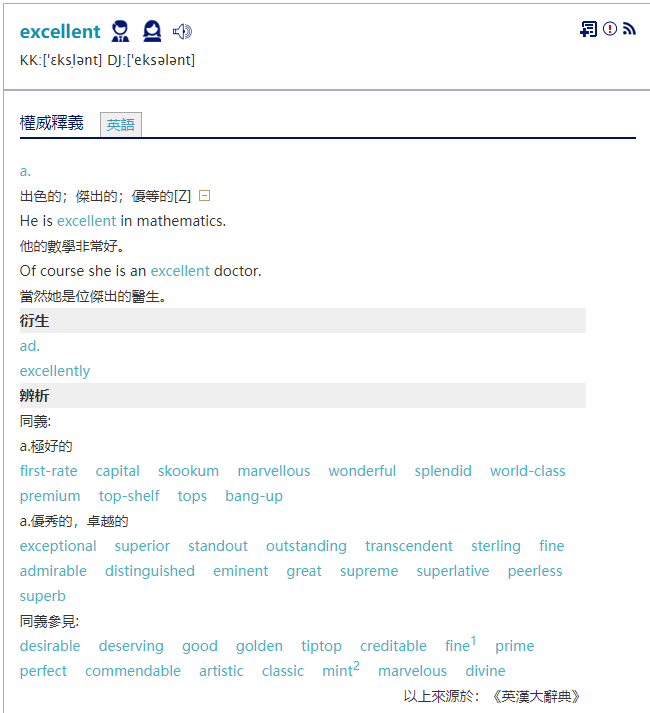 excellent
KK:[ˈɛksḷənt] DJ:[ˈeksələnt]
權威釋義 英語
a.
出色的；傑出的；優等的[Z]
He is excellent in mathematics.
他的數學非常好。
Of course she is an excellent doctor.
當然她是位傑出的醫生。
衍生
ad.
excellently
辨析
同義:
a.極好的
first-rate capital skookum marvellous wonderful splendid world-class
premium top-shelf tops bang-up
a.優秀的，卓越的
exceptional superior standout outstanding transcendent sterling fine
admirable distinguished eminent great supreme superlative peerless
superb
同義參見:
desirable deserving good golden tiptop creditable fine1 prime
perfect commendable artistic classic mint2 marvelous divine
以上來源於：《英漢大辭典》